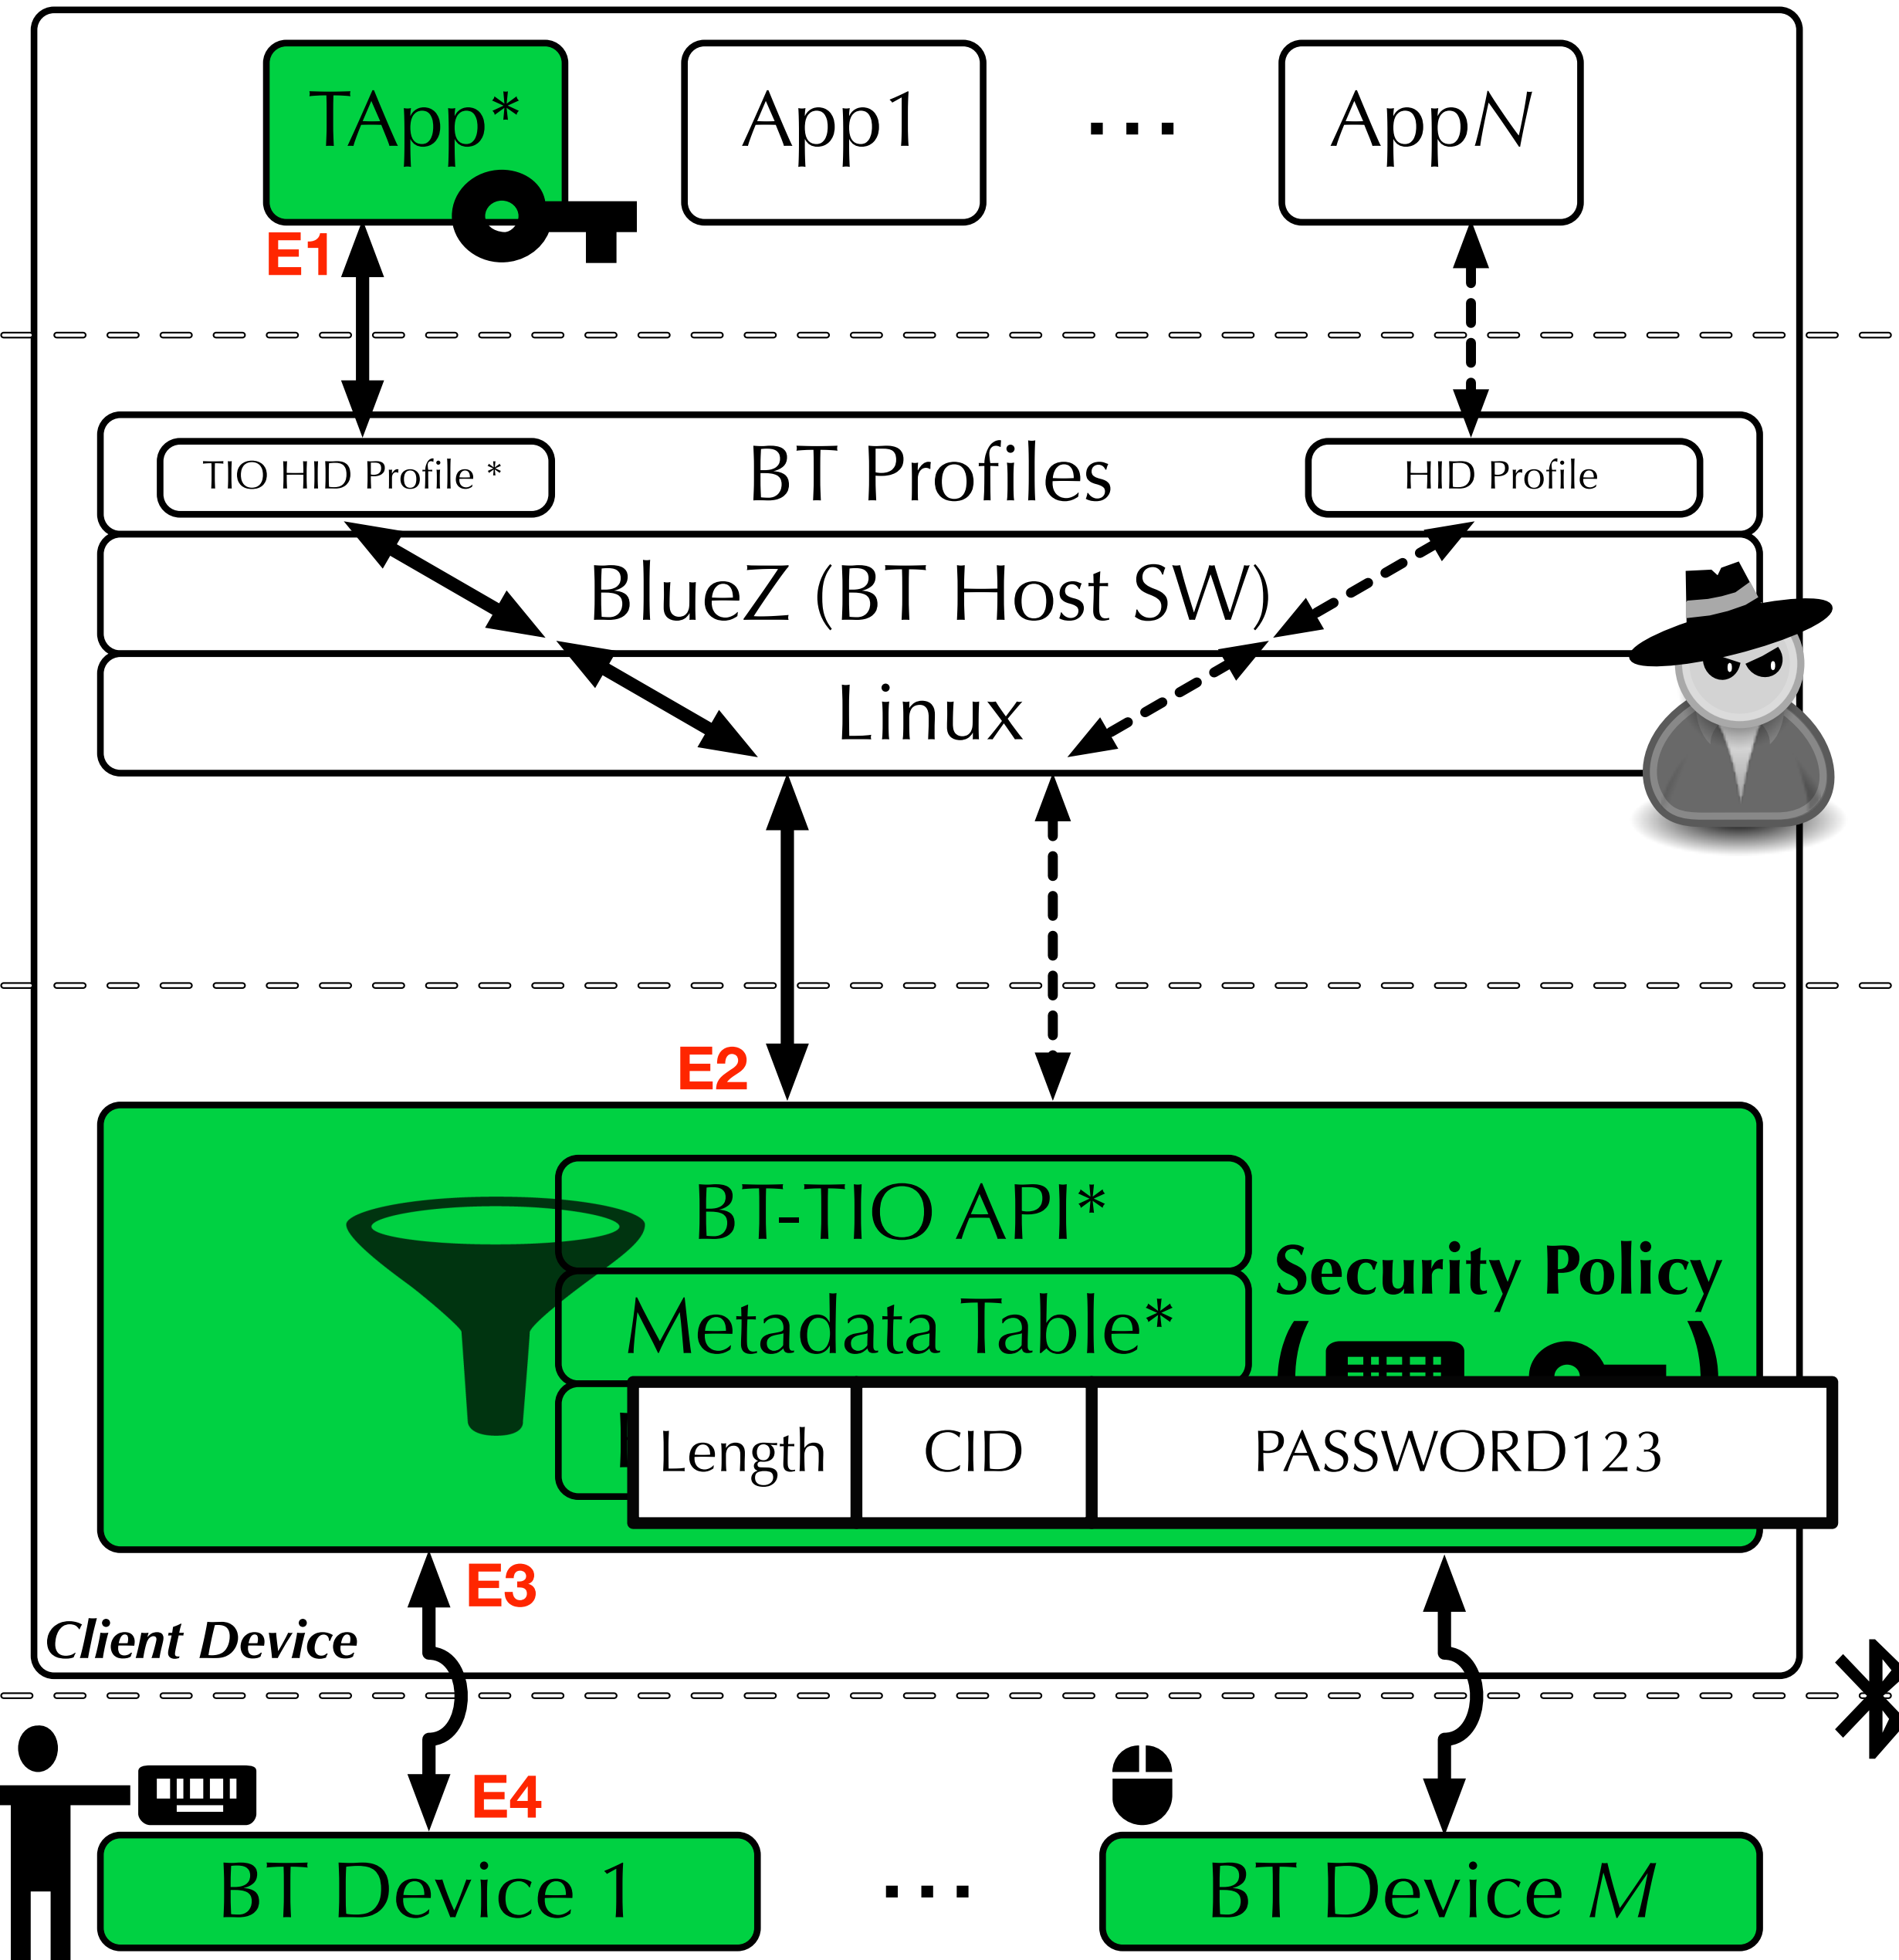 TApp*
App1
...
AppN
E1
TIO HID Profile *
BT Profiles
HID Profile
BlueZ (BT Host SW)
Linux
E2
BT-TIO API*
Security Policy
Metadata Table*
( )
Length
CID
PASSWORD123
E3
Client Device
E4
BT Device 1
...
BT Device M